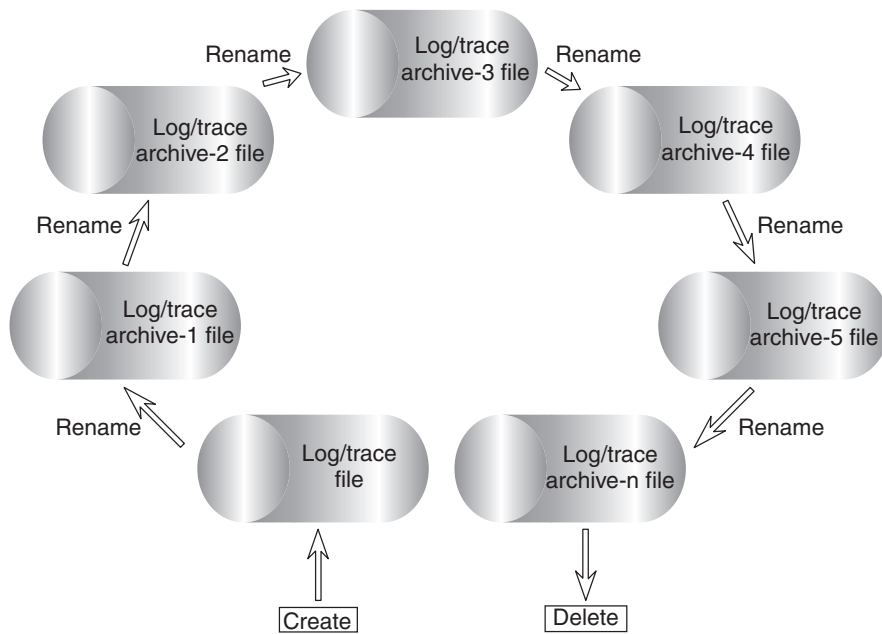 Rename
Log/trace
archive-3 file
Rename
Log/trace
archive-2 file
Log/trace
archive-4 file
Rename
Rename
Log/trace
archive-1 file
Log/trace
archive-5 file
Rename
Rename
Log/trace
file
Log/trace
archive-n file
Create
Delete